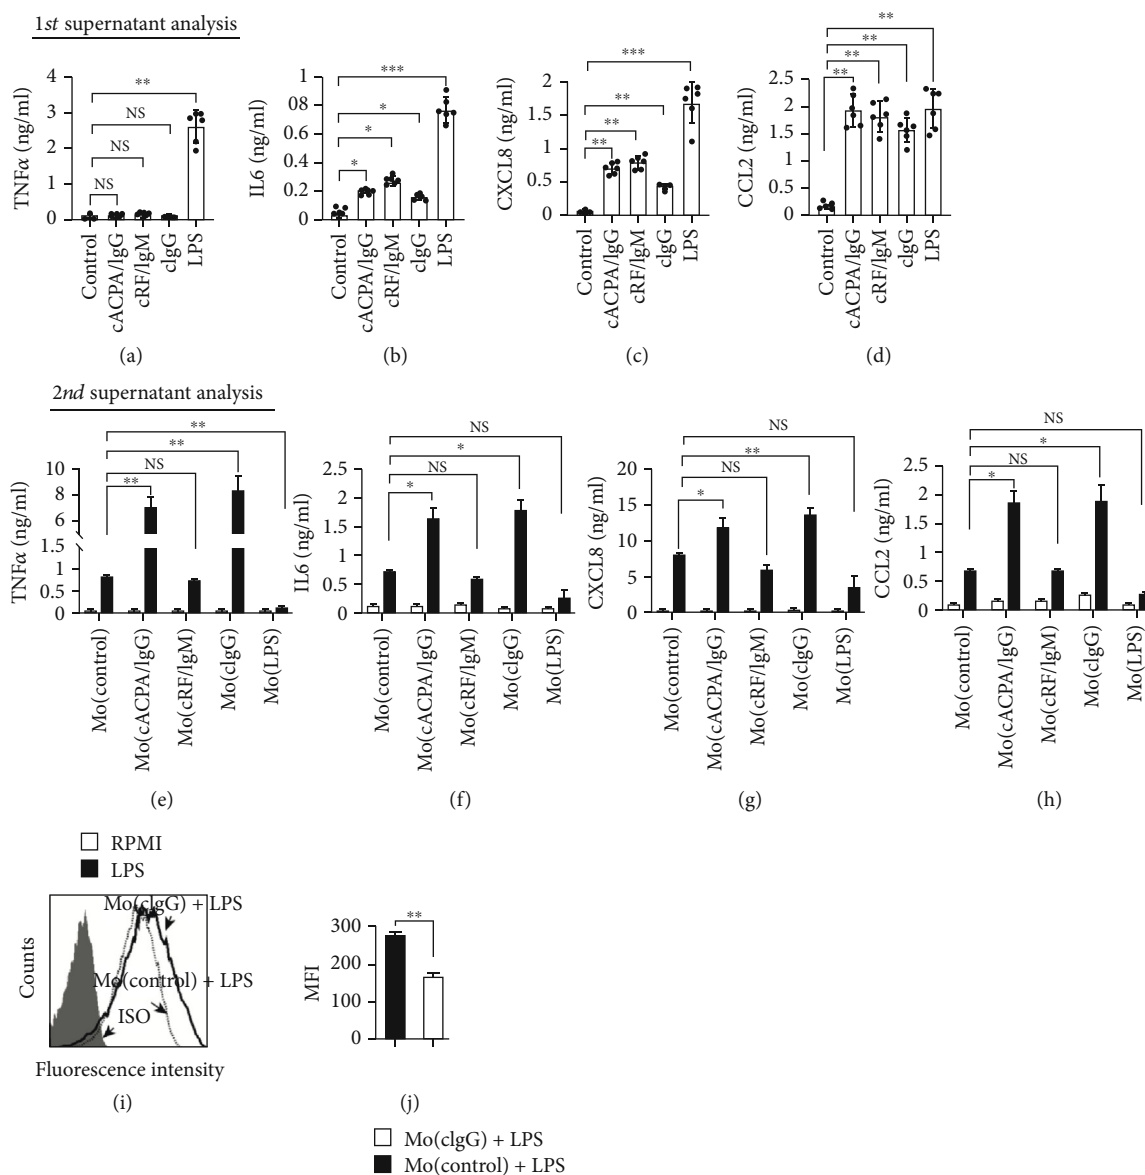 1st supernatant analysis
TNFα (ng/ml)
4
3
2
1
0
NS
NS
NS
**
Control
cACPA/IgG
cRF/IgM
cIgG
LPS
(a)
IL6 (ng/ml)
1
0.8
0.6
0.4
0.2
0
*
*
*
***
Control
cACPA/IgG
cRF/IgM
cIgG
LPS
(b)
CXCL8 (ng/ml)
2
1.5
1
0.5
0
**
**
**
***
Control
cACPA/IgG
cRF/IgM
cIgG
LPS
(c)
CCL2 (ng/ml)
2.5
2
1.5
1
0.5
0
**
**
**
**
Control
cACPA/IgG
cRF/IgM
cIgG
LPS
(d)
2nd supernatant analysis
TNFα (ng/ml)
10
8
6
4
1.5
1
0.5
0
**
NS
**
**
Mo(control)
Mo(cACPA/IgG)
Mo(cRF/IgM)
Mo(cIgG)
Mo(LPS)
(e)
IL6 (ng/ml)
2.5
2
1.5
1
0.5
0
*
NS
*
NS
Mo(control)
Mo(cACPA/IgG)
Mo(cRF/IgM)
Mo(cIgG)
Mo(LPS)
(f)
CXCL8 (ng/ml)
20
15
10
5
0
*
NS
**
NS
Mo(control)
Mo(cACPA/IgG)
Mo(cRF/IgM)
Mo(cIgG)
Mo(LPS)
(g)
CCL2 (ng/ml)
2.5
2
1.5
1
0.5
0
*
NS
*
NS
Mo(control)
Mo(cACPA/IgG)
Mo(cRF/IgM)
Mo(cIgG)
Mo(LPS)
(h)
RPMI
LPS
Counts
Mo(cIgG) + LPS
Mo(control) + LPS
ISO
Fluorescence intensity
(i)
MFI
300
200
100
0
**
(j)
Mo(cIgG) + LPS
Mo(control) + LPS